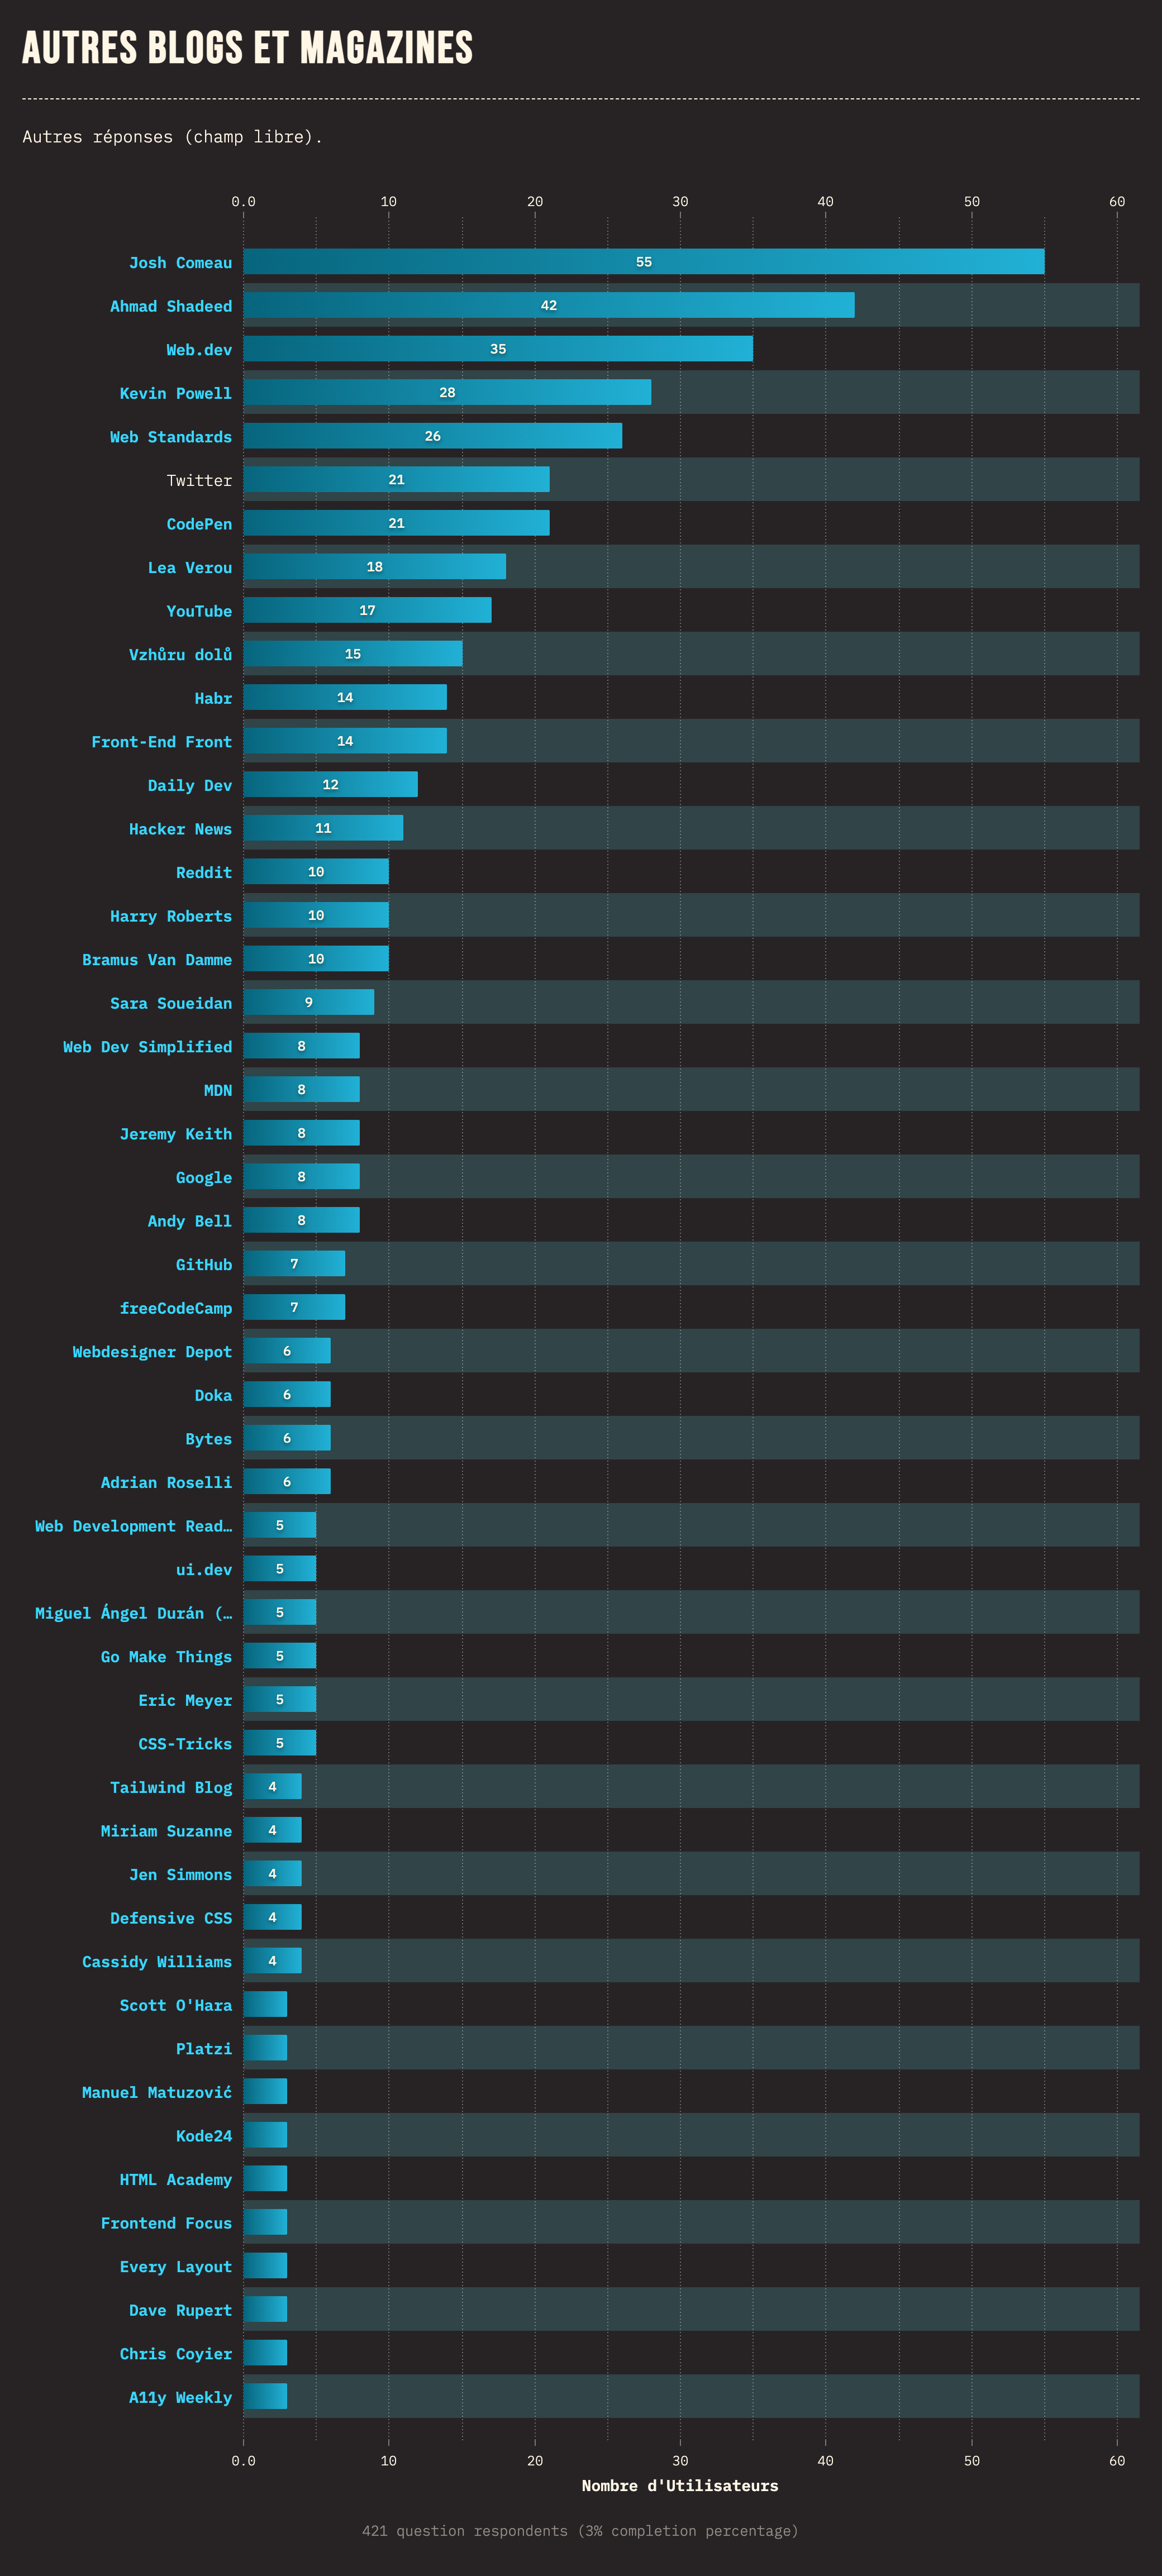 AUTRES BLOGS ET MAGAZINES
Autres réponses (champ libre).
0.0 10 20 30 40 50 60
Josh Comeau 55
Ahmad Shadeed 42
Web.dev 35
Kevin Powell 28
Web Standards 26
Twitter 21
CodePen 21
Lea Verou 18
YouTube 17
Vzhůru dolů 15
Habr 14
Front-End Front 14
Daily Dev 12
Hacker News 11
Reddit 10
Harry Roberts 10
Bramus Van Damme 10
Sara Soueidan 9
Web Dev Simplified 8
MDN 8
Jeremy Keith 8
Google 8
Andy Bell 8
GitHub 7
freeCodeCamp 7
Webdesigner Depot 6
Doka 6
Bytes 6
Adrian Roselli 6
Web Development Read… 5
ui.dev 5
Miguel Ángel Durán (… 5
Go Make Things 5
Eric Meyer 5
CSS-Tricks 5
Tailwind Blog 4
Miriam Suzanne 4
Jen Simmons 4
Defensive CSS 4
Cassidy Williams 4
Scott O'Hara
Platzi
Manuel Matuzović
Kode24
HTML Academy
Frontend Focus
Every Layout
Dave Rupert
Chris Coyier
A11y Weekly
0.0 10 20 30 40 50 60
Nombre d'Utilisateurs
421 question respondents (3% completion percentage)